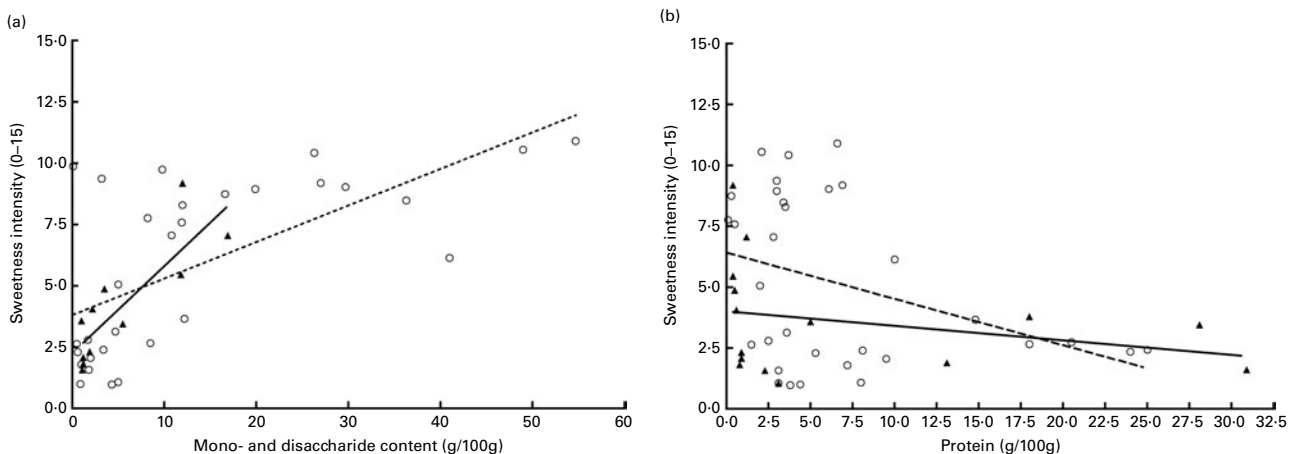 (a)
15·0
12·5
10·0
7·5
5·0
2·5
0·0
Sweetness intensity (0–15)
0 10 20 30 40 50 60
Mono- and disaccharide content (g/100g)
(b)
15·0
12·5
10·0
7·5
5·0
2·5
0·0
Sweetness intensity (0–15)
0·0 2·5 5·0 7·5 10·0 12·5 15·0 17·5 20·0 22·5 25·0 27·5 30·0 32·5
Protein (g/100g)